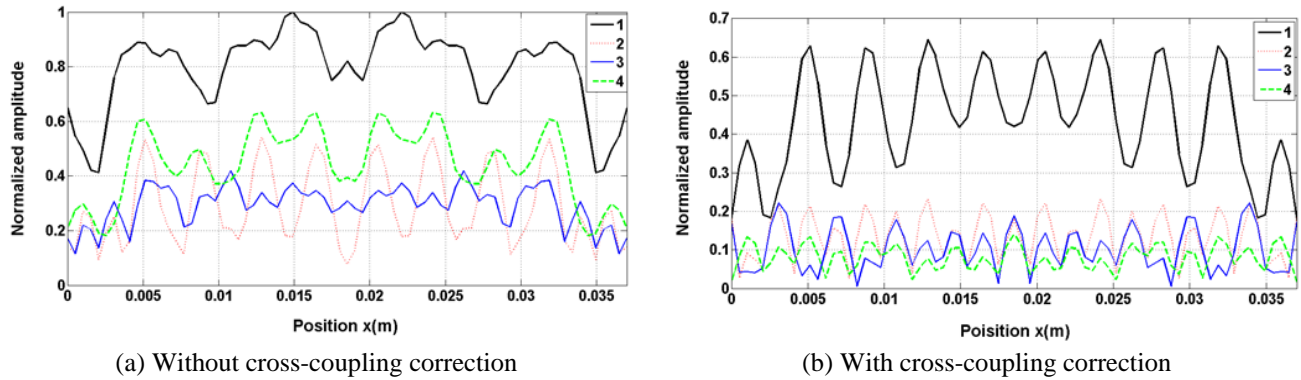 1
0.8
0.6
0.4
0.2
0
Normalized amplitude
0 0.005 0.01 0.015 0.02 0.025 0.03 0.035
Position x(m)
1
2
3
4
(a) Without cross-coupling correction
0.7
0.6
0.5
0.4
0.3
0.2
0.1
0
Normalized amplitude
0 0.005 0.01 0.015 0.02 0.025 0.03 0.035
Poisition x(m)
1
2
3
4
(b) With cross-coupling correction